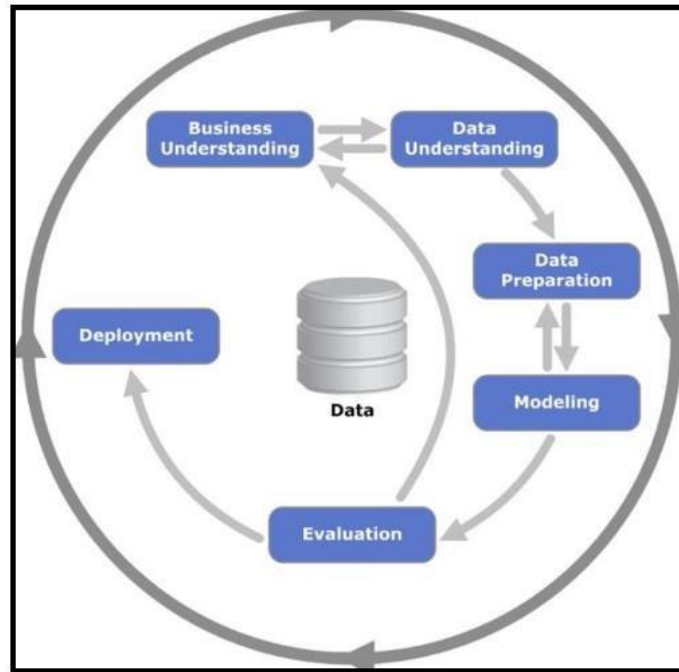 Business
Understanding
Data
Understanding
Data
Preparation
Modeling
Evaluation
Deployment
Data